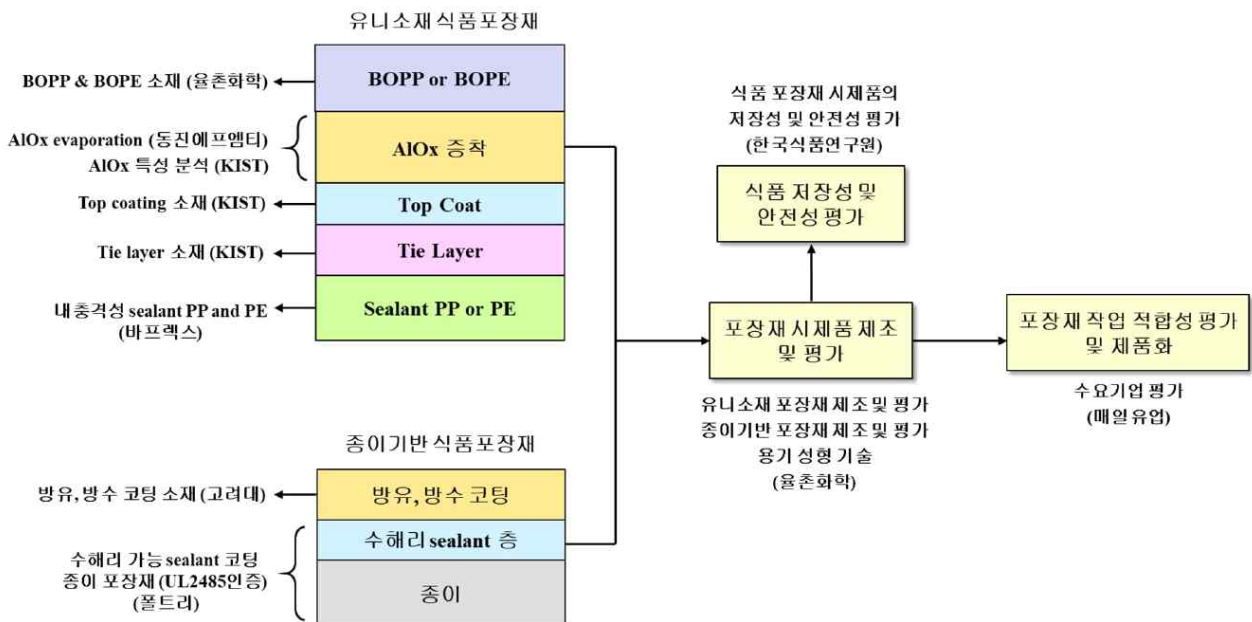 유니소재 식품포장재
BOPP & BOPE 소재 (율촌화학)
BOPP or BOPE
AlOx evaporation (동진에프엠티)
AlOx 특성 분석 (KIST)
AlOx 증착
Top coating 소재 (KIST)
Top Coat
Tie layer 소재 (KIST)
Tie Layer
내충격성 sealant PP and PE
(바프렉스)
Sealant PP or PE
종이기반 식품포장재
방유, 방수 코팅 소재 (고려대)
방유, 방수 코팅
수해리 가능 sealant 코팅
종이 포장재 (UL2485인증)
(폴트리)
수해리 sealant 층
종이
식품 포장재 시제품의
저장성 및 안전성 평가
(한국식품연구원)
식품 저장성 및
안전성 평가
포장재 시제품 제조
및 평가
유니소재 포장재 제조 및 평가
종이기반 포장재 제조 및 평가
용기 성형 기술
(율촌화학)
포장재 작업 적합성 평가
및 제품화
수요기업 평가
(매일유업)